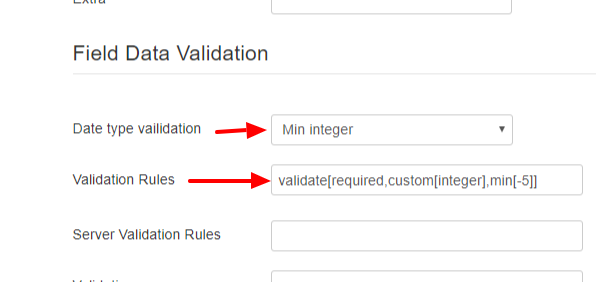 Extra
Field Data Validation
Date type vailidation
Min integer
Validation Rules
validate[required,custom[integer],min[-5]]
Server Validation Rules